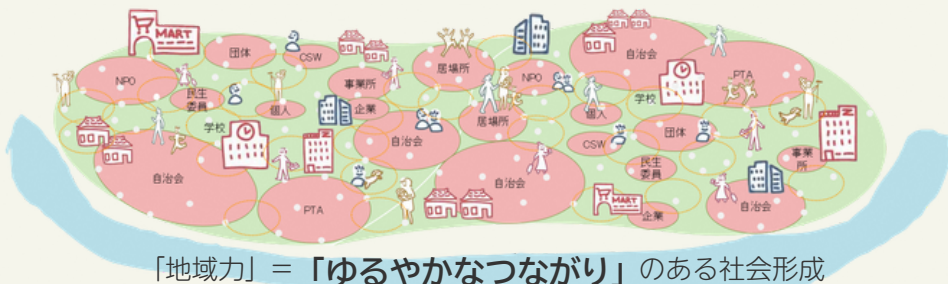 MART
団体
CSW
自治会
NPO
民生
委員
個人
事業所
企業
居場所
NPO
PTA
学校
個人
学校
自治会
居場所
CSW
団体
民生
委員
事業
所
自治会
PTA
自治会
MART
企業
自治会
「地域力」＝「ゆるやかなつながり」のある社会形成